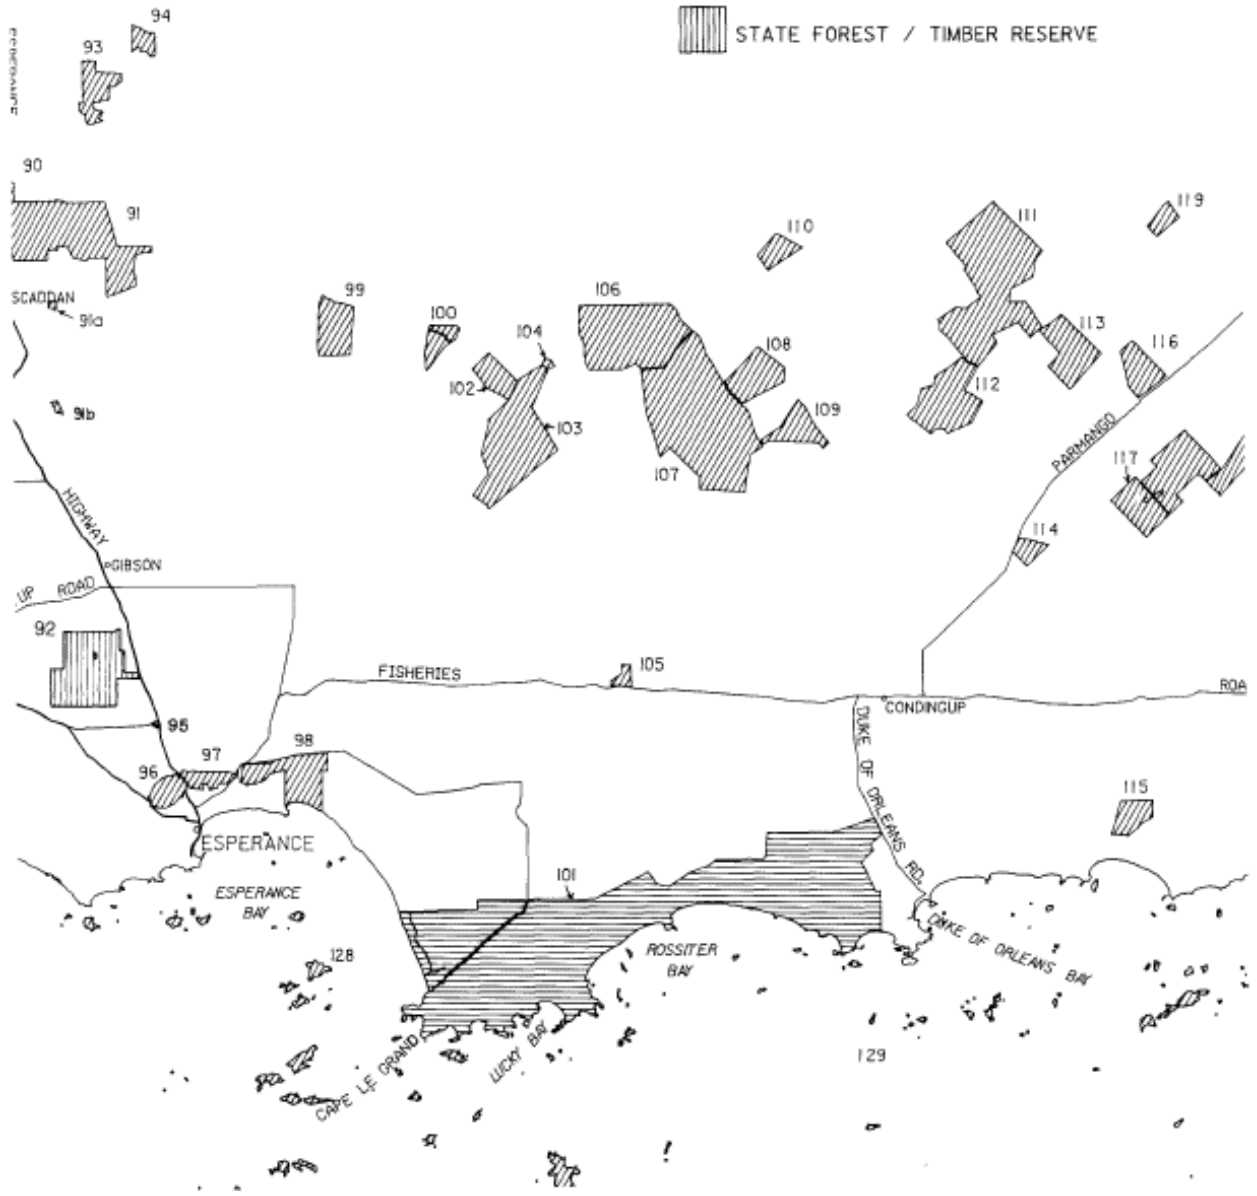 94
93
STATE FOREST / TIMBER RESERVE
90
91
119
111
110
SCADDAN
91a
99
100
106
104
113
116
108
102
112
91b
109
103
107
PARMANGO
117
HIGHWAY
114
GIBSON
UP ROAD
92
105
FISHERIES
ROA
CONDINGUP
95
DUKE OF ORLEANS RD.
98
97
96
115
ESPERANCE
101
ESPERANCE
BAY
DUKE OF ORLEANS BAY
ROSSITER
BAY
128
129
LUCKY BAY
CAPE LE GRAND